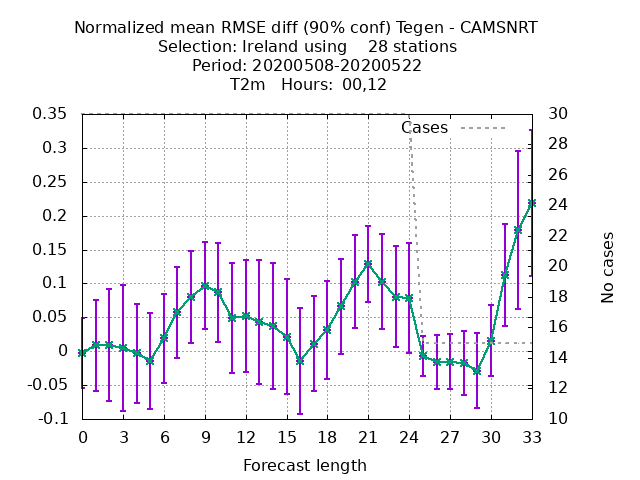 Normalized mean RMSE diff (90% conf) Tegen - CAMSNRT
Selection: Ireland using    28 stations
Period: 20200508-20200522
T2m   Hours:  00,12
0.35
0.3
0.25
0.2
0.15
0.1
0.05
0
-0.05
-0.1
Cases
30
28
26
24
22
20
18
16
14
12
10
No cases
0 3 6 9 12 15 18 21 24 27 30 33
Forecast length